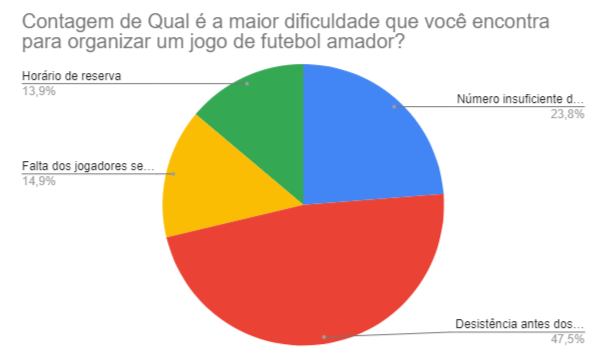 Contagem de Qual é a maior dificuldade que você encontra
para organizar um jogo de futebol amador?
Horário de reserva
13,9%
Número insuficiente d...
23,8%
Falta dos jogadores se...
14,9%
Desistência antes dos...
47,5%